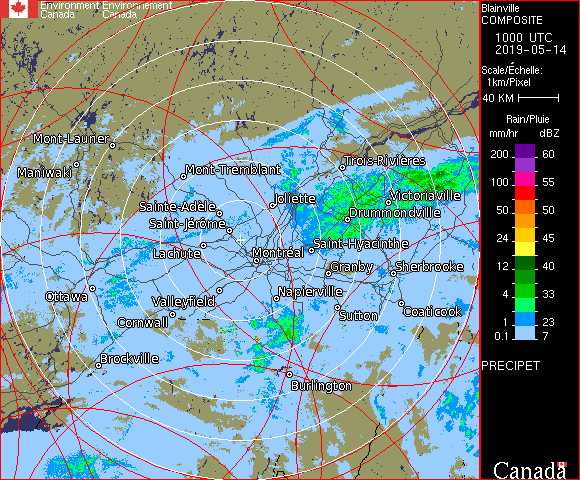 Environment Environnement
Canada Canada
Blainville
COMPOSITE
1000 UTC
2019-05-14
Scale/Échelle:
1km/Pixel
40 KM
Rain/Pluie
mm/hr dBZ
200 60
100 55
50 50
24 45
12 40
4 33
1 23
0.1 7
PRECIPET
Canada
Mont-Laurier
Maniwaki
Mont-Tremblant
Trois-Rivières
Victoriaville
Joliette
Sainte-Adèle
Drummondville
Saint-Jérôme
Saint-Hyacinthe
Lachute
Montréal
Granby
Sherbrooke
Ottawa
Valleyfield
Napierville
Sutton
Coaticook
Cornwall
Brockville
Burlington